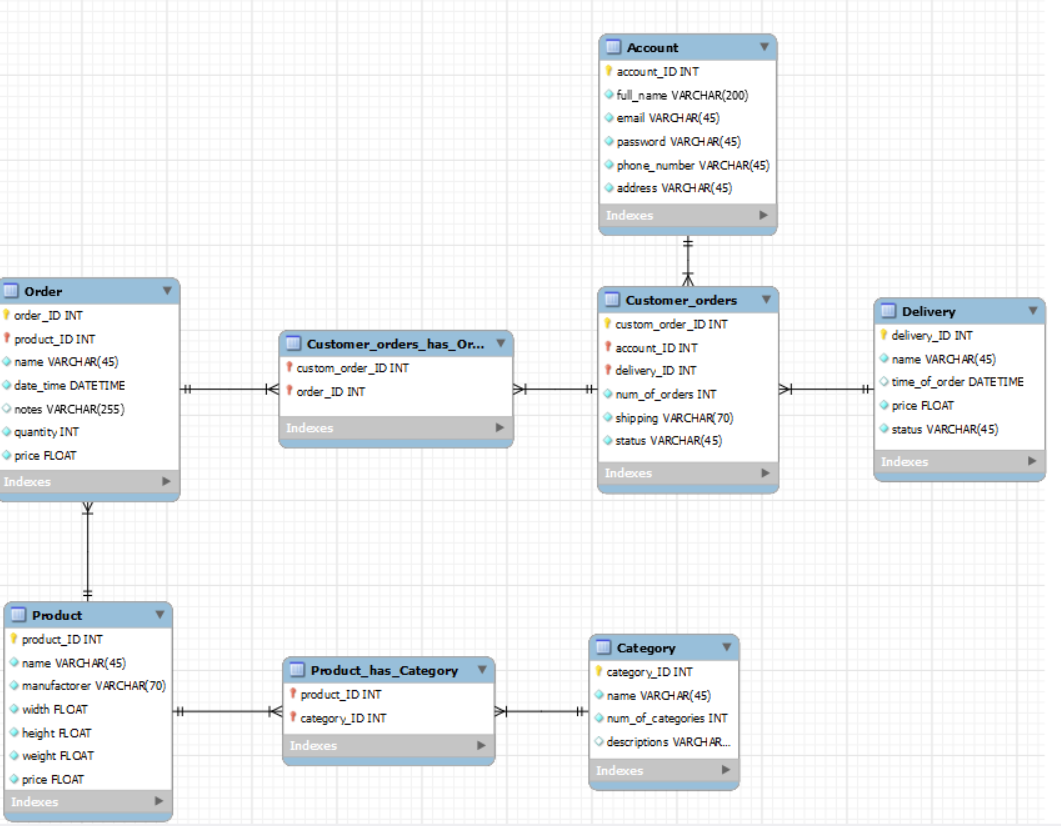 Account
account_ID INT
full_name VARCHAR(200)
email VARCHAR(45)
password VARCHAR(45)
phone_number VARCHAR(45)
address VARCHAR(45)
Indexes
Order
order_ID INT
product_ID INT
name VARCHAR(45)
date_time DATETIME
notes VARCHAR(255)
quantity INT
price FLOAT
Indexes
Customer_orders_has_Or...
custom_order_ID INT
order_ID INT
Indexes
Customer_orders
custom_order_ID INT
account_ID INT
delivery_ID INT
num_of_orders INT
shipping VARCHAR(70)
status VARCHAR(45)
Indexes
Delivery
delivery_ID INT
name VARCHAR(45)
time_of_order DATETIME
price FLOAT
status VARCHAR(45)
Indexes
Product
product_ID INT
name VARCHAR(45)
manufactorer VARCHAR(70)
width FLOAT
height FLOAT
weight FLOAT
price FLOAT
Indexes
Product_has_Category
product_ID INT
category_ID INT
Indexes
Category
category_ID INT
name VARCHAR(45)
num_of_categories INT
descriptions VARCHAR...
Indexes